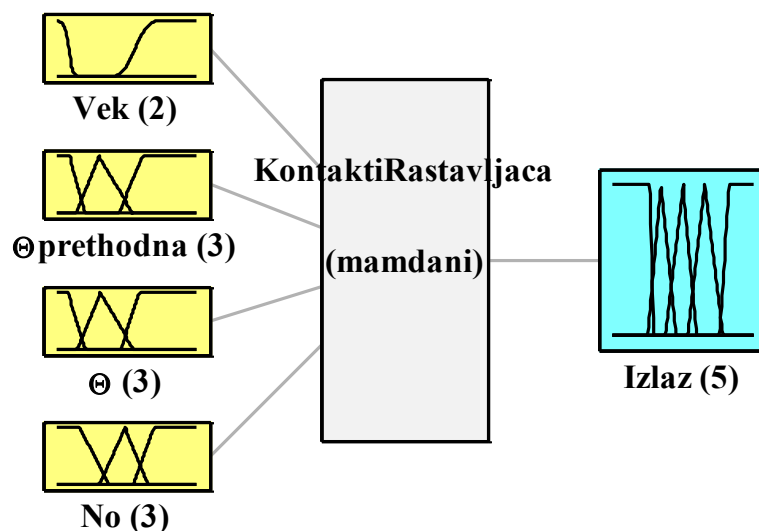 Vek (2)
Θprethodna (3)
Θ (3)
No (3)
KontaktiRastavljaca
(mamdani)
Izlaz (5)